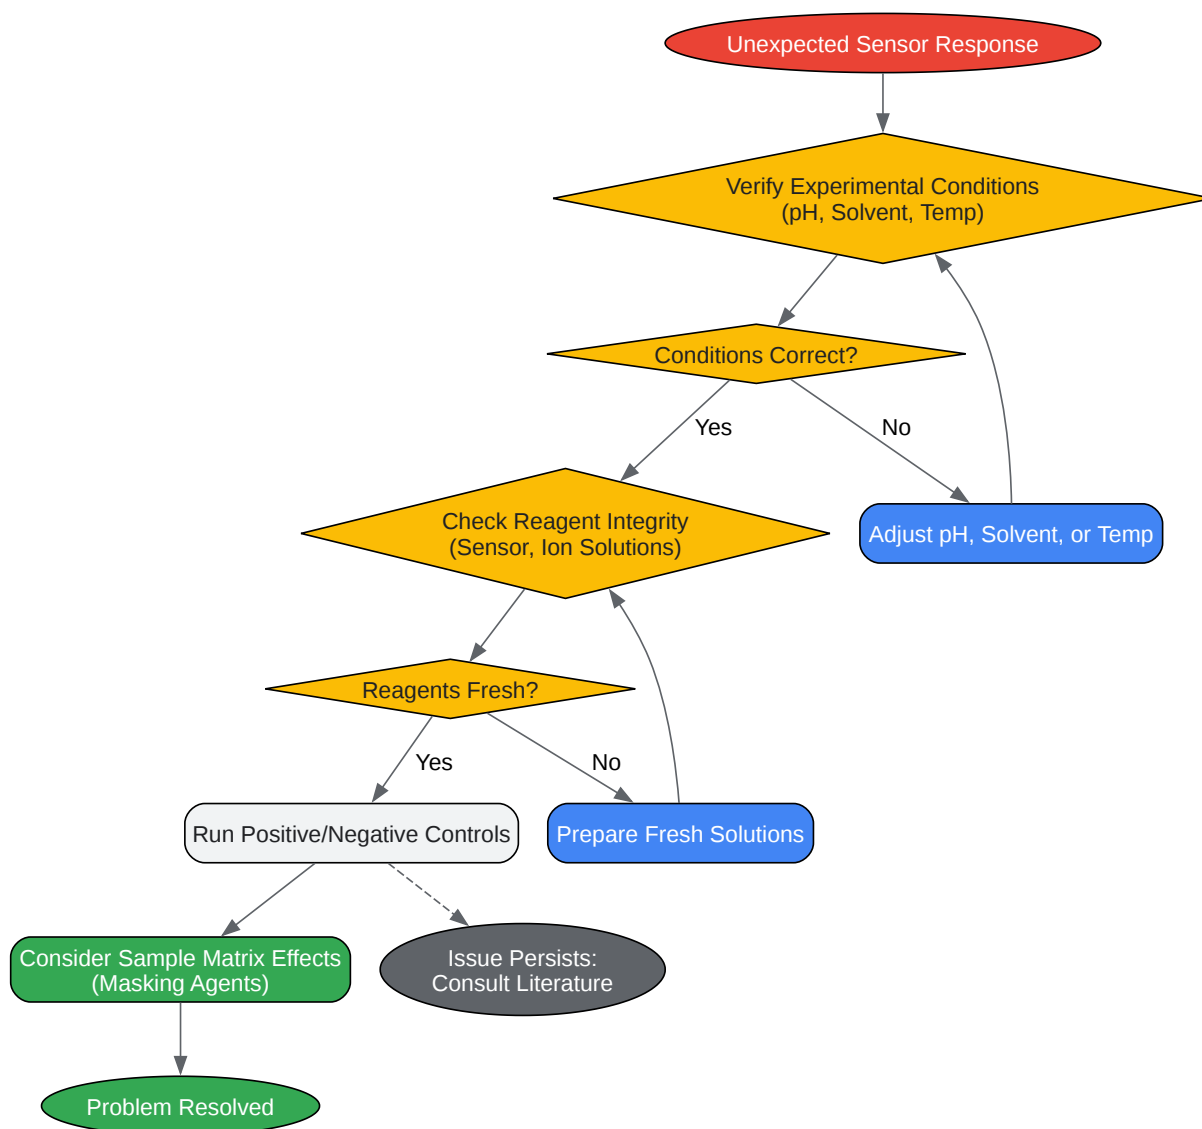 Unexpected Sensor Response
Verify Experimental Conditions
(pH, Solvent, Temp)
Conditions Correct?
Yes
No
Check Reagent Integrity
(Sensor, Ion Solutions)
Adjust pH, Solvent, or Temp
Reagents Fresh?
Yes
No
Run Positive/Negative Controls
Prepare Fresh Solutions
Consider Sample Matrix Effects
(Masking Agents)
Issue Persists:
Consult Literature
Problem Resolved